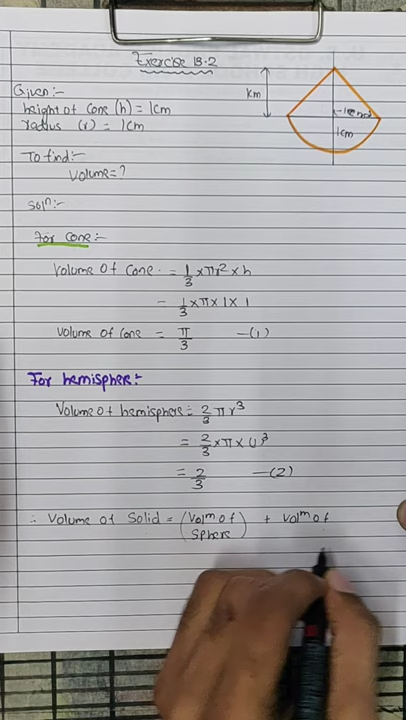 Exercise 13.2
Given:-
height of Cone (h) = 1cm
radius (r) = 1cm
To find:-
Volume = ?
Soln:-
For Cone:-
Volume of Cone = 1/3 × πr² × h
= 1/3 × π × 1 × 1
Volume of Cone = π/3 —(1)
For hemisphere:-
Volume of hemisphere = 2/3 π r³
= 2/3 × π × (1)³
= 2/3 —(2)
∴ Volume of Solid = (Volm of Sphere) + Volm of
1cm